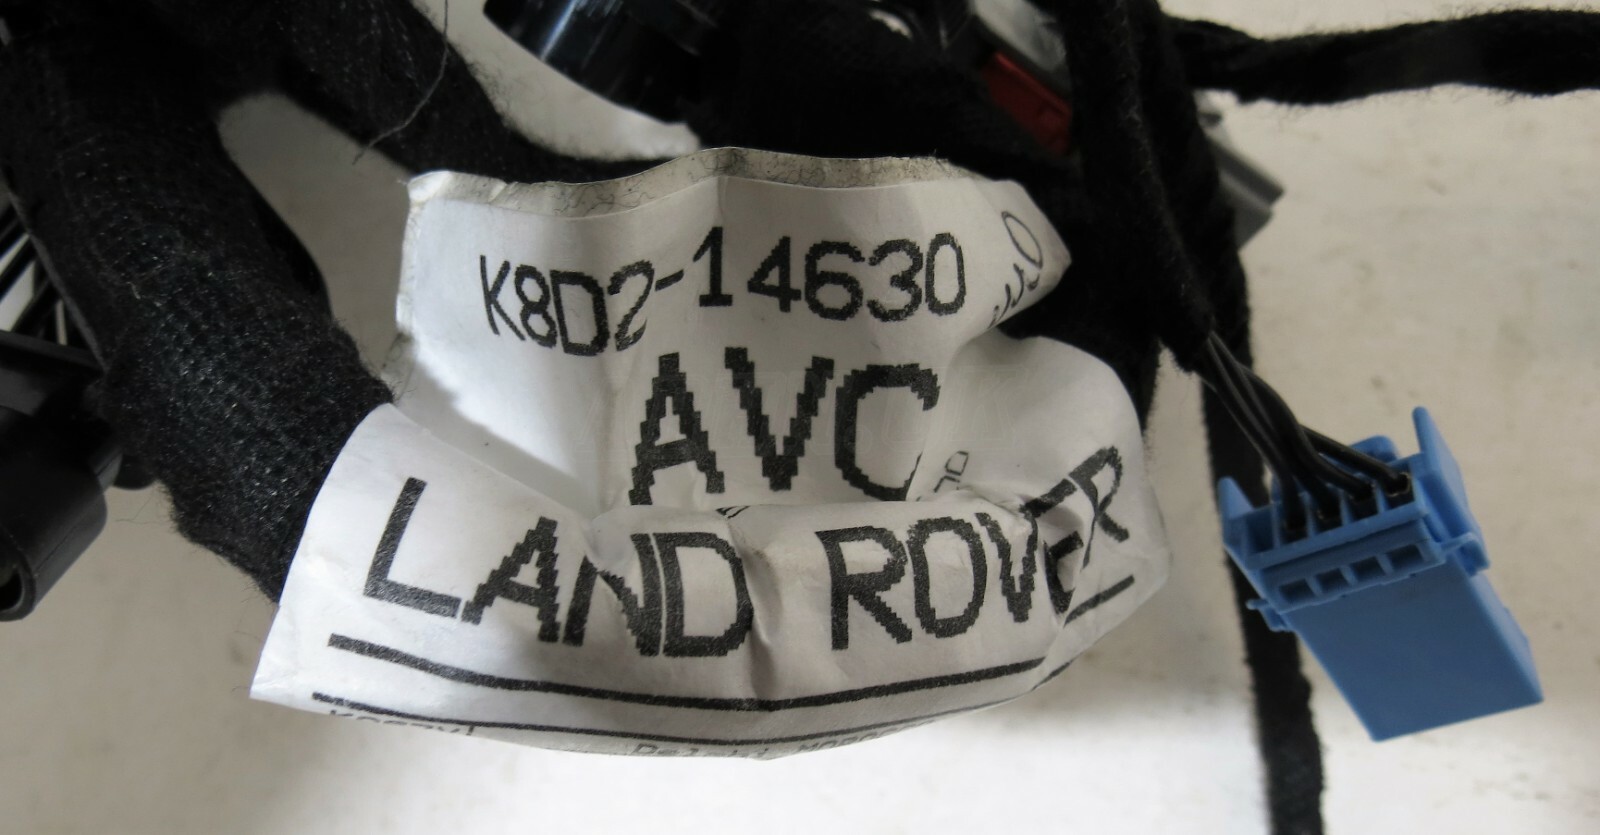 K8D2-14630
AVC
LAND ROVER